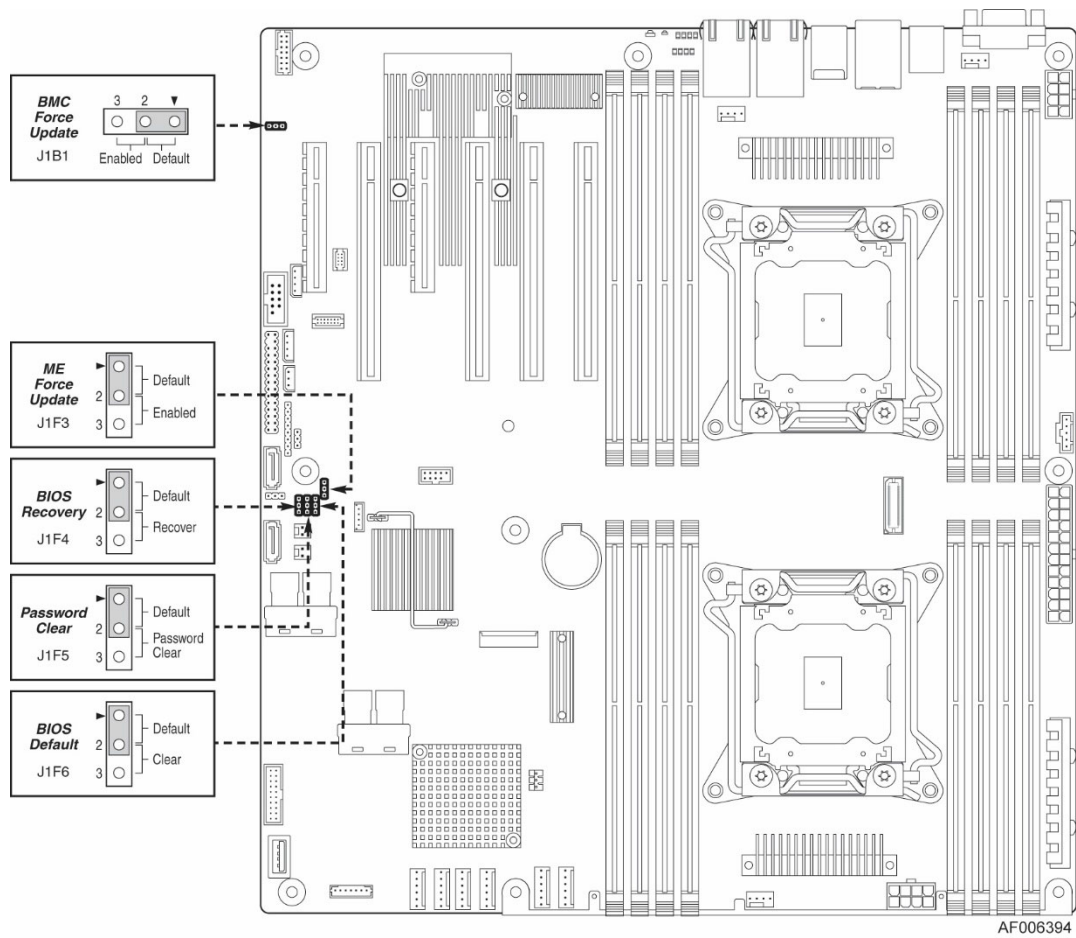 BMC
Force
Update
J1B1
3 2
Enabled Default
ME
Force
Update
J1F3
Default
2
Enabled
3
BIOS
Recovery
J1F4
Default
2
Recover
3
Password
Clear
J1F5
Default
2
Password
Clear
3
BIOS
Default
J1F6
Default
2
Clear
3
AF006394